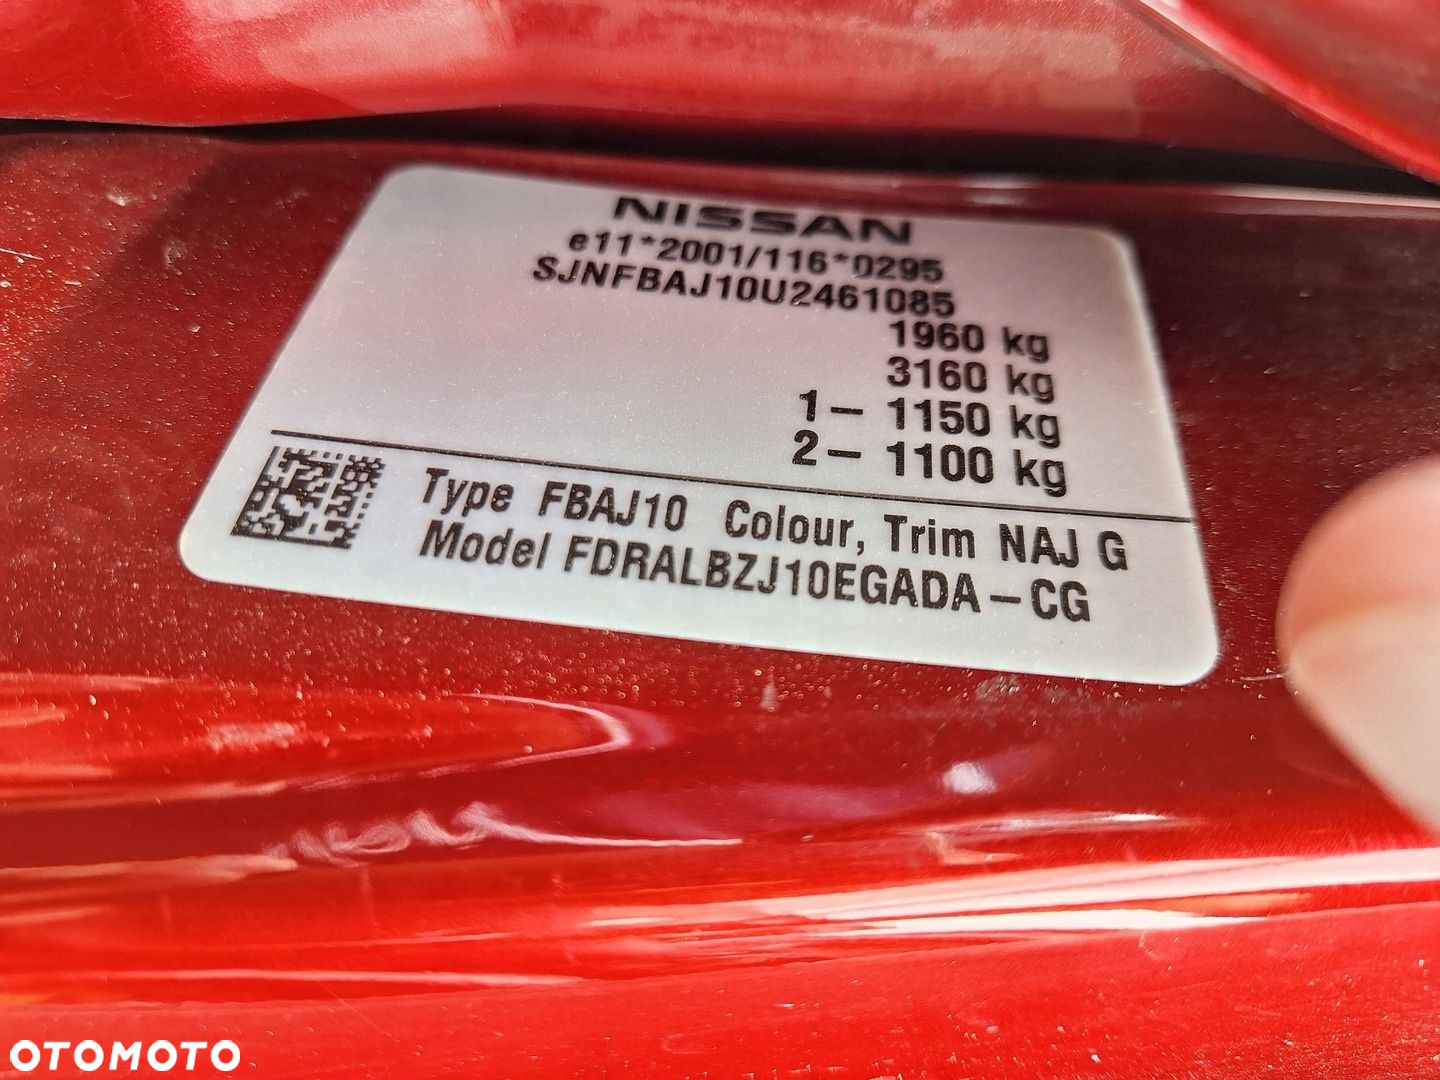 NISSAN
e11*2001/116*0295
SJNFBAJ10U2461085
1960 kg
3160 kg
1– 1150 kg
2– 1100 kg
Type FBAJ10 Colour, Trim NAJ G
Model FDRALBZJ10EGADA –CG
OTOMOTO